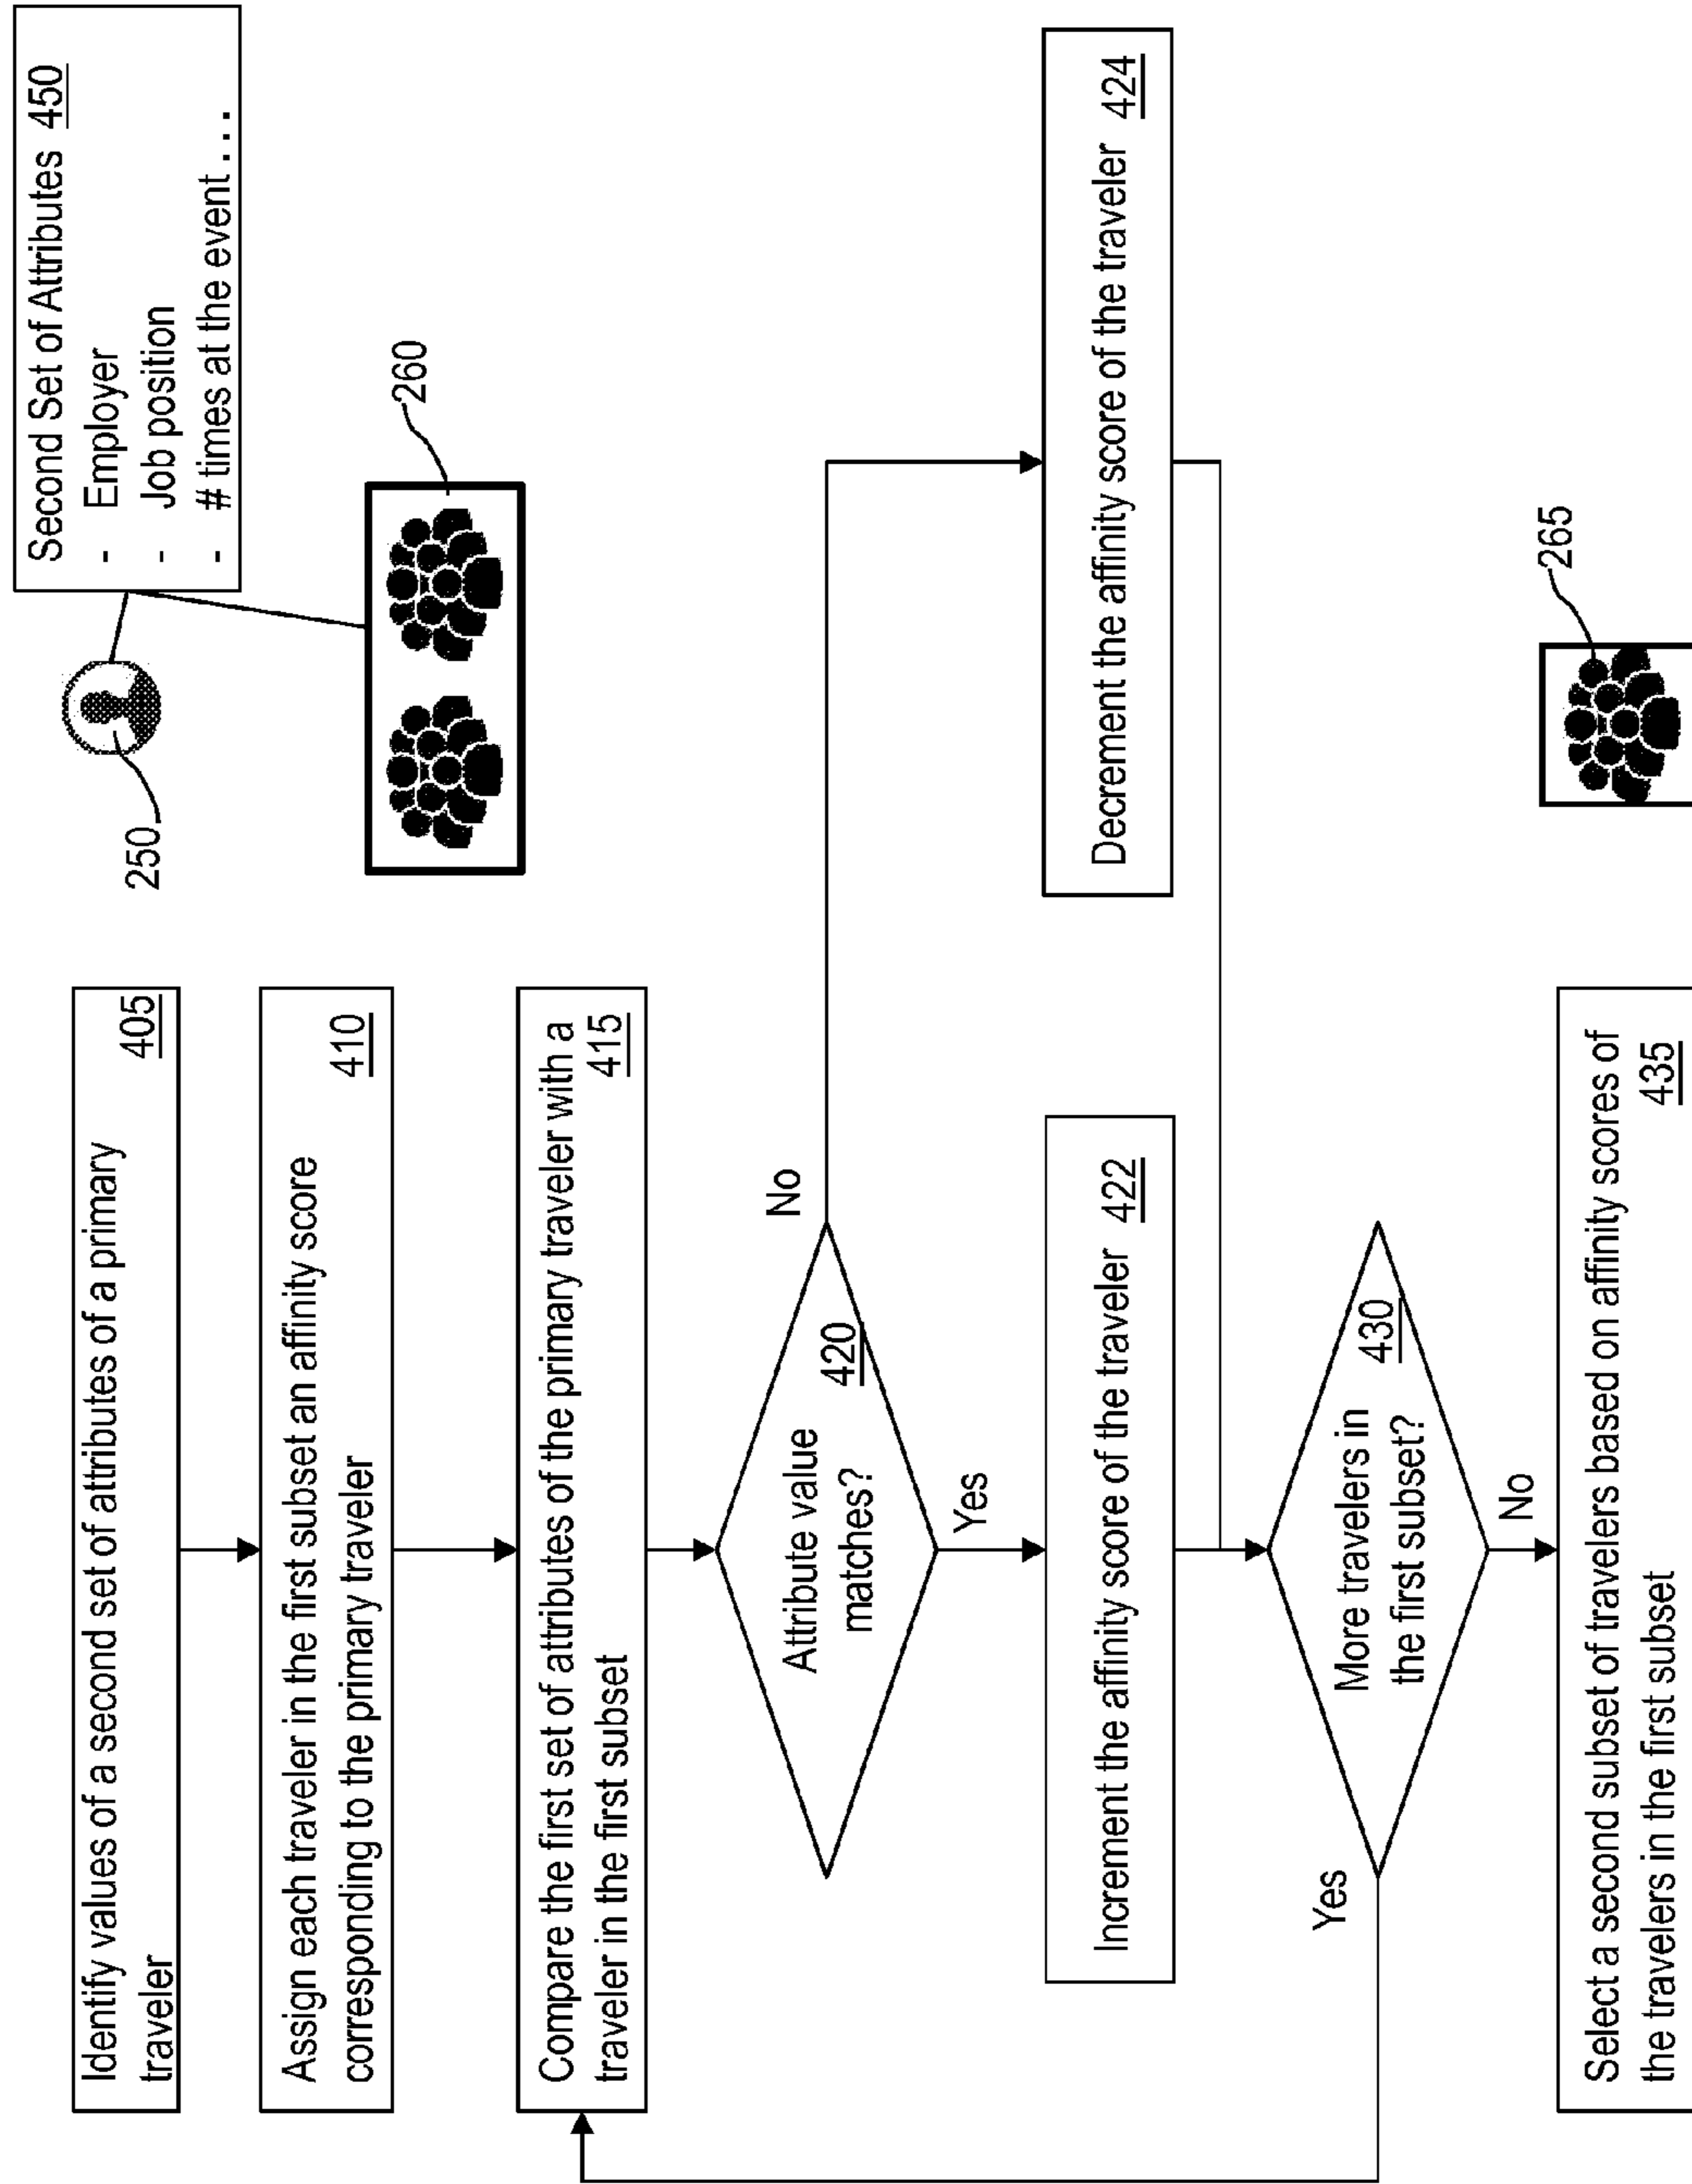 Identify values of a second set of attributes of a primary
traveler 405
Second Set of Attributes 450
- Employer
- Job position
- # times at the event...
250
260
Assign each traveler in the first subset an affinity score
corresponding to the primary traveler 410
Compare the first set of attributes of the primary traveler with a
traveler in the first subset 415
Attribute value
matches?
420
No
Yes
Increment the affinity score of the traveler 422
Decrement the affinity score of the traveler 424
More travelers in
the first subset?
430
Yes
No
Select a second subset of travelers based on affinity scores of
the travelers in the first subset 435
265